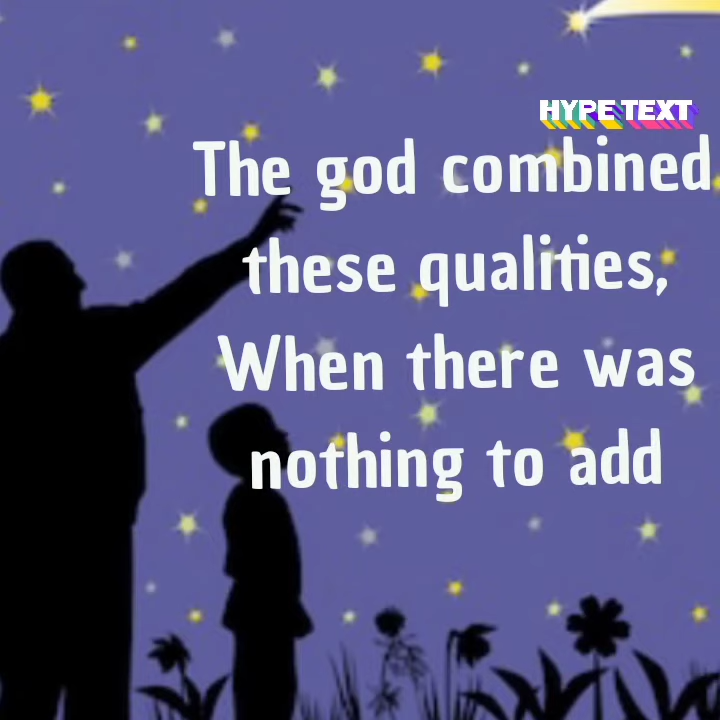 HYPE TEXT
The god combined
these qualities,
When there was
nothing to add